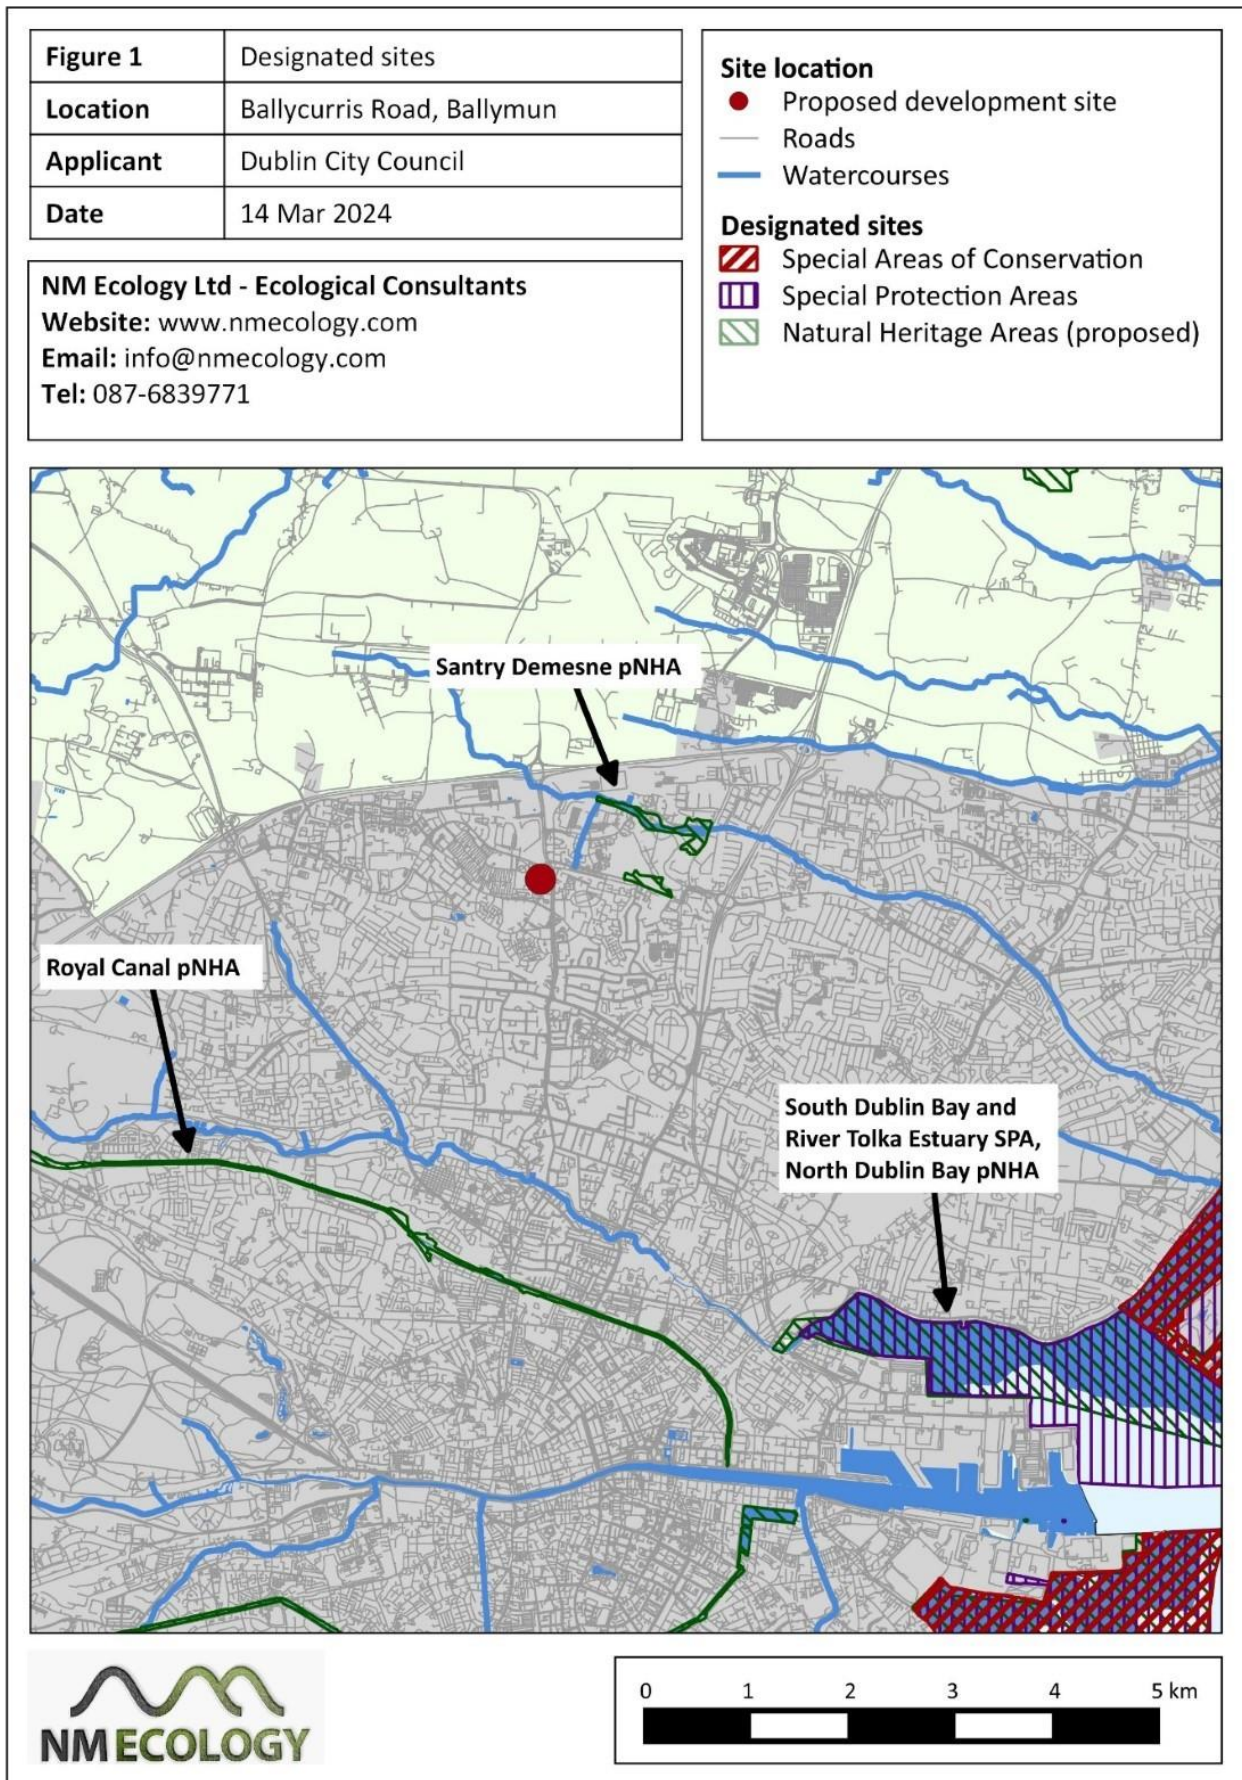 Figure 1 Designated sites
Location Ballycurris Road, Ballymun
Applicant Dublin City Council
Date 14 Mar 2024
NM Ecology Ltd - Ecological Consultants
Website: www.nmecology.com
Email: info@nmecology.com
Tel: 087-6839771
Site location
Proposed development site
Roads
Watercourses
Designated sites
Special Areas of Conservation
Special Protection Areas
Natural Heritage Areas (proposed)
Santry Demesne pNHA
Royal Canal pNHA
South Dublin Bay and
River Tolka Estuary SPA,
North Dublin Bay pNHA
NM ECOLOGY
0 1 2 3 4 5 km